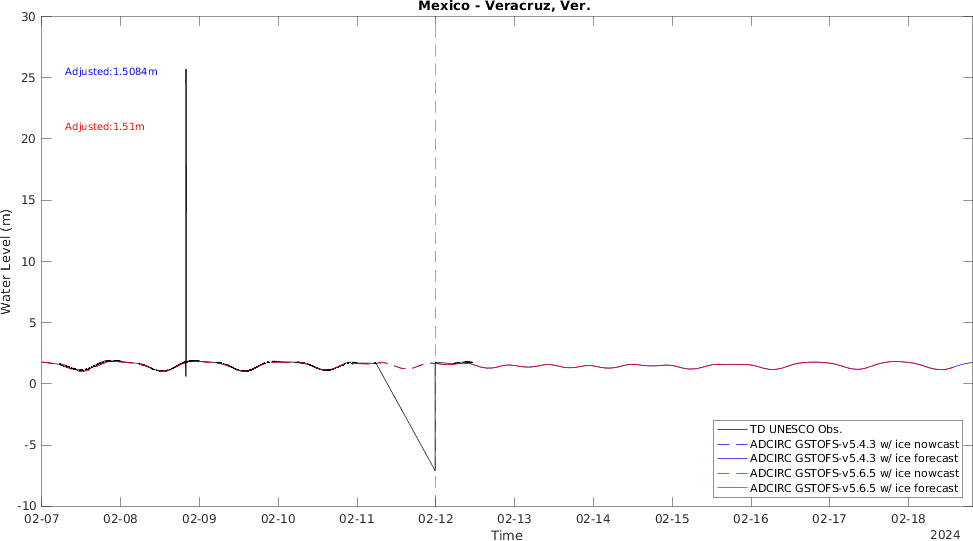 Mexico - Veracruz, Ver.
30
25
20
15
10
5
0
-5
-10
Water Level (m)
Adjusted:1.5084m
Adjusted:1.51m
TD UNESCO Obs.
ADCIRC GSTOFS-v5.4.3 w/ ice nowcast
ADCIRC GSTOFS-v5.4.3 w/ ice forecast
ADCIRC GSTOFS-v5.6.5 w/ ice nowcast
ADCIRC GSTOFS-v5.6.5 w/ ice forecast
02-07 02-08 02-09 02-10 02-11 02-12 02-13 02-14 02-15 02-16 02-17 02-18
Time
2024